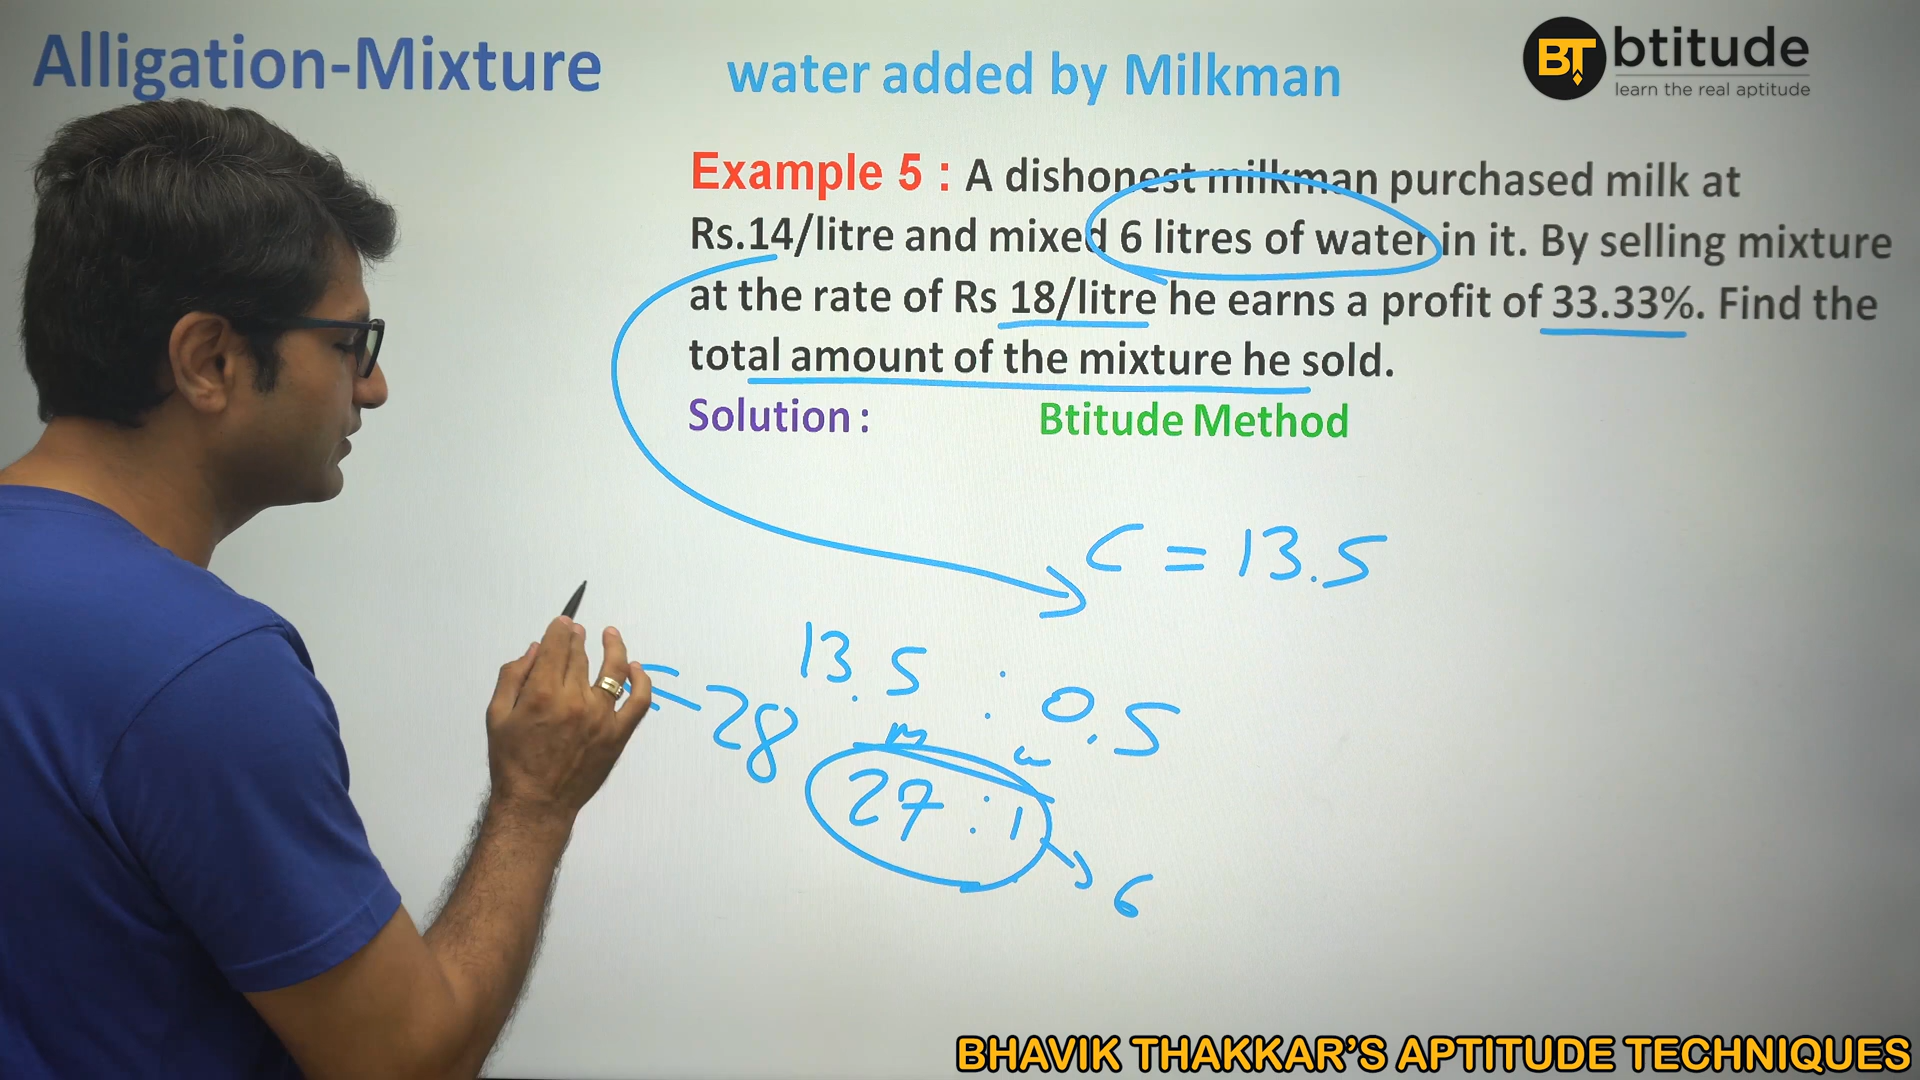 Alligation-Mixture
water added by Milkman
BT btitude
learn the real aptitude
Example 5 : A dishonest milkman purchased milk at
Rs.14/litre and mixed 6 litres of water in it. By selling mixture
at the rate of Rs 18/litre he earns a profit of 33.33%. Find the
total amount of the mixture he sold.
Solution :
Btitude Method
C = 13.5
13.5 : 0.5
= 28
m w
27 : 1
6
BHAVIK THAKKAR'S APTITUDE TECHNIQUES